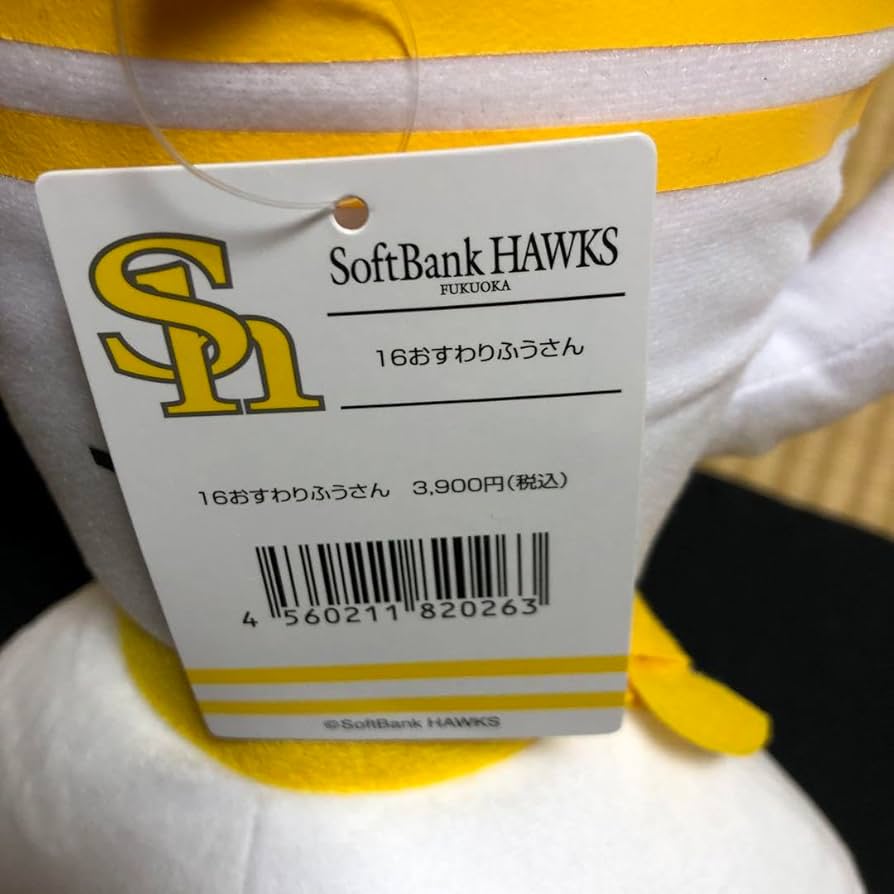 Sh
SoftBank HAWKS
FUKUOKA
16おすわりふうさん
16おすわりふうさん 3,900円(税込)
4 560211 820263
©SoftBank HAWKS